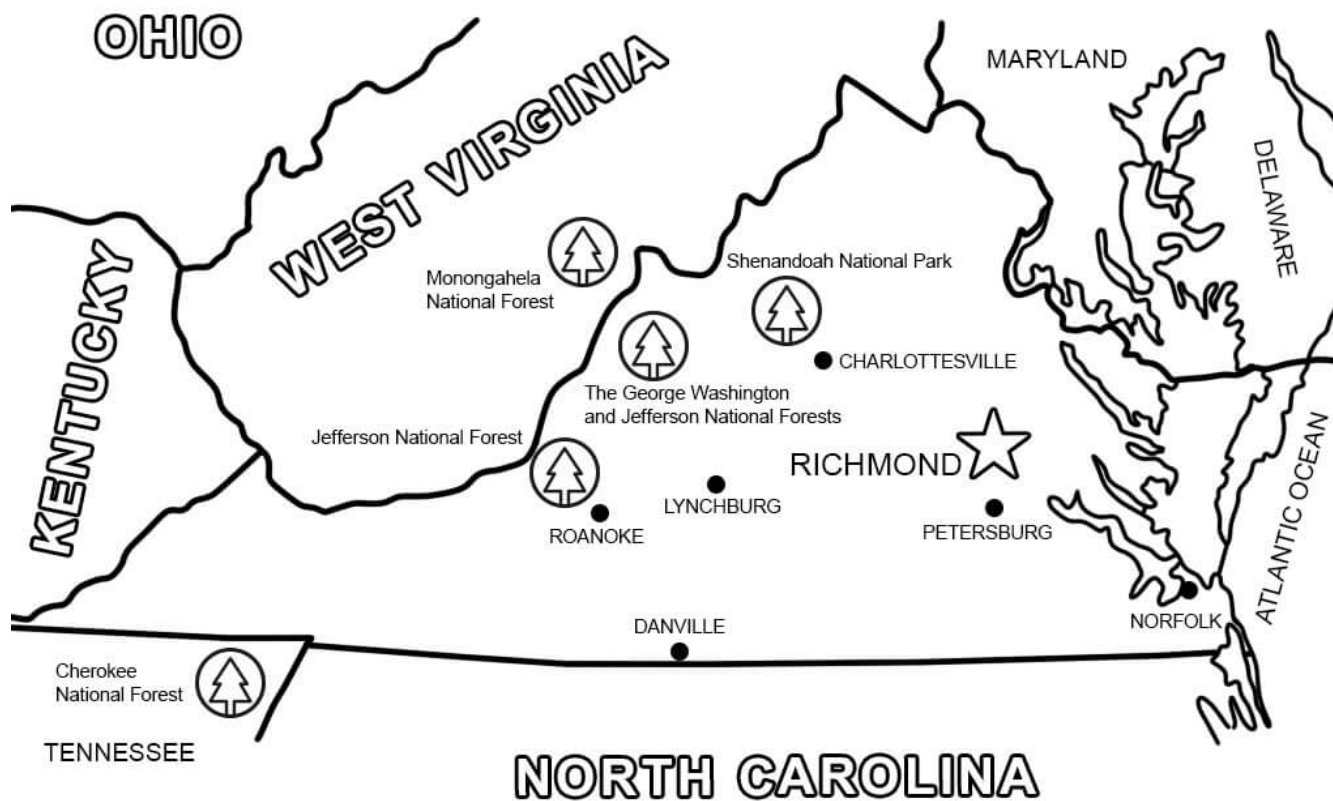 OHIO
WEST VIRGINIA
MARYLAND
DELAWARE
KENTUCKY
Monongahela
National Forest
Shenandoah National Park
CHARLOTTESVILLE
The George Washington
and Jefferson National Forests
Jefferson National Forest
RICHMOND
LYNCHBURG
ROANOKE
PETERSBURG
ATLANTIC OCEAN
NORFOLK
DANVILLE
Cherokee
National Forest
TENNESSEE
NORTH CAROLINA